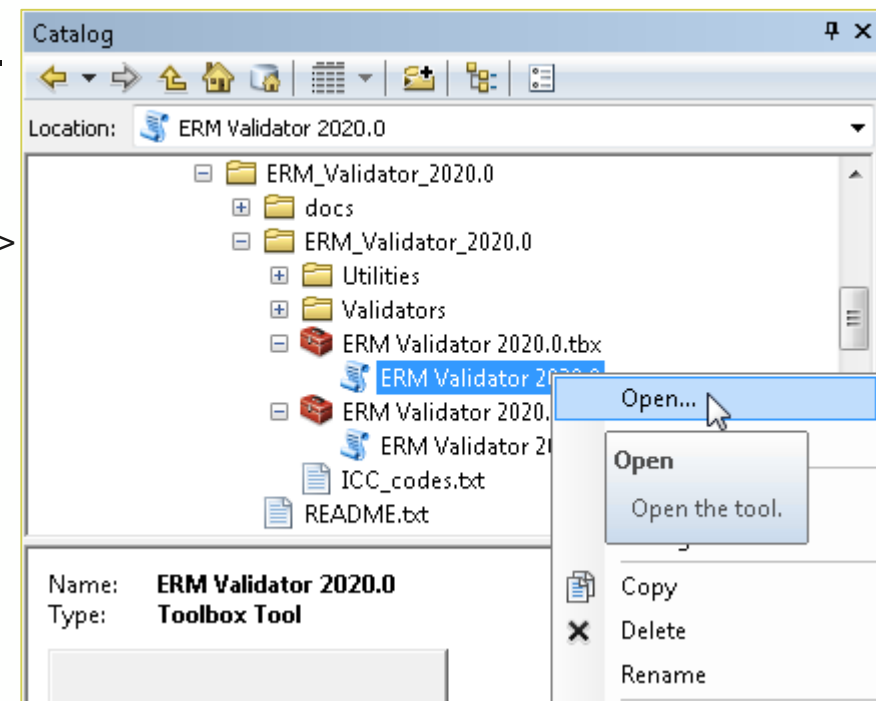 Catalog
Location: ERM Validator 2020.0
ERM_Validator_2020.0
docs
ERM_Validator_2020.0
>
Utilities
Validators
ERM Validator 2020.0.tbx
ERM Validator 2020.0
Open...
ERM Validator 2020.
ERM Validator 2
Open
ICC_codes.txt
Open the tool.
README.txt
Name: ERM Validator 2020.0
Copy
Type: Toolbox Tool
Delete
Rename